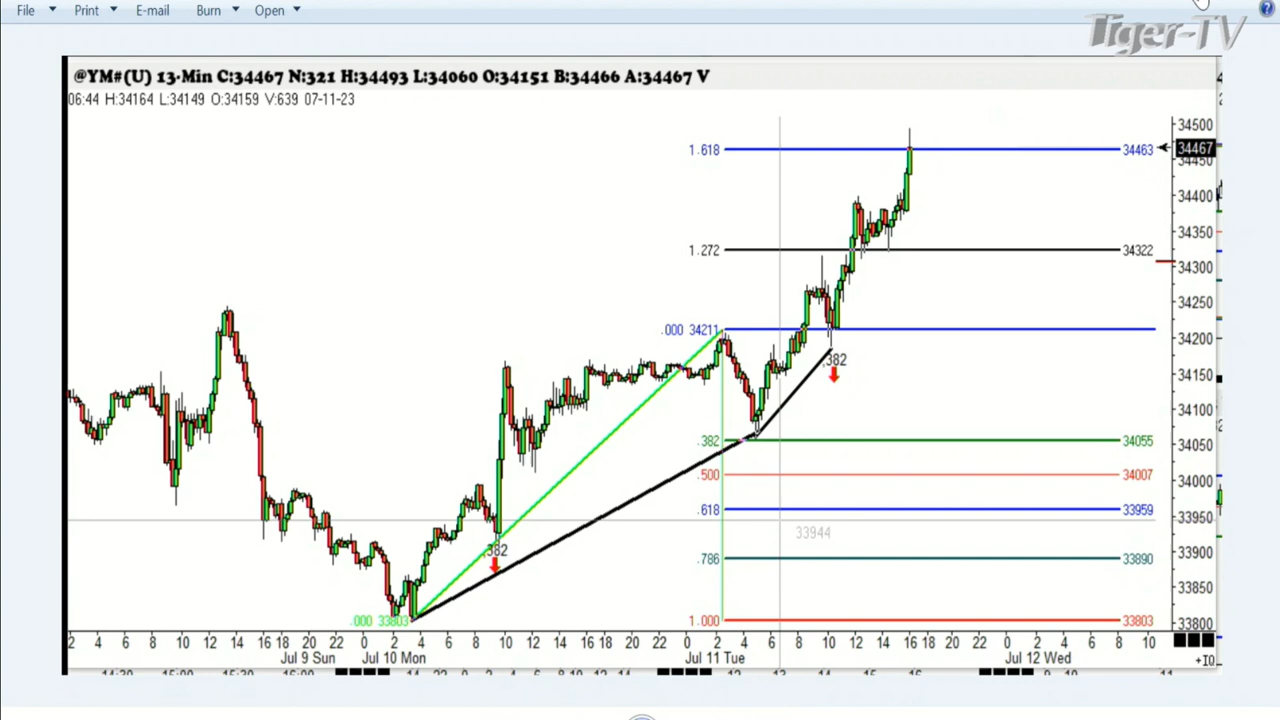 File Print E-mail Burn Open
Tiger-TV
@YM#(U) 13-Min C:34467 N:321 H:34493 L:34060 O:34151 B:34466 A:34467 V
06:44 H:34164 L:34149 O:34159 V:639 07-11-23
34500
1.618 34463 34467
34450
34400
34350
1.272 34322
34300
34250
.000 34211
34200
.382
34150
34100
.382 34055
34050
.500 34007
34000
.618 33959
33950
33944
.382
.786 33890
33900
33850
.000 33803 1.000 33803
33800
2 4 6 8 10 12 14 16 18 20 22 0 2 4 6 8 10 12 14 16 18 20 22 0 2 4 6 8 10 12 14 16 18 20 22 0 2 4 6 8 10
Jul 9 Sun Jul 10 Mon Jul 11 Tue Jul 12 Wed
+IO